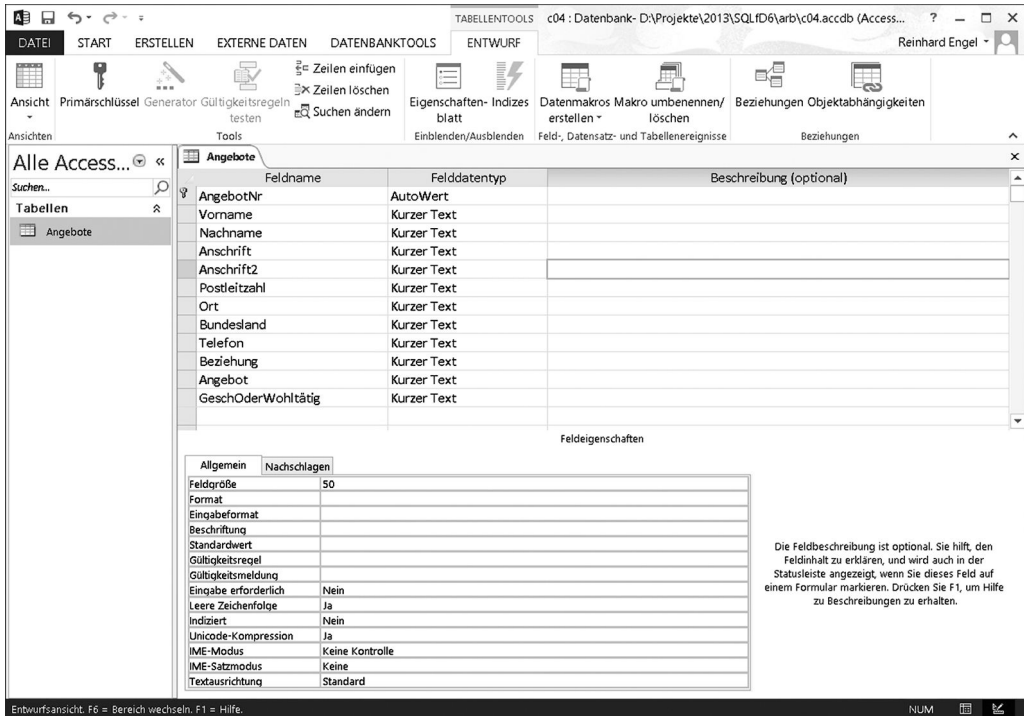 TABELLENTOOLS c04 : Datenbank- D:\Projekte\2013\SQLfD6\arb\c04.accdb (Access... ?
DATEI START ERSTELLEN EXTERNE DATEN DATENBANKTOOLS ENTWURF Reinhard Engel
Ansicht Primärschlüssel Generator Gültigkeitsregeln testen Zeilen einfügen
Zeilen löschen
Suchen ändern
Eigenschaften- blatt Indizes Datenmakros erstellen Makro umbenennen/ löschen Beziehungen Objektabhängigkeiten
Ansichten Tools Einblenden/Ausblenden Feld-, Datensatz- und Tabellenereignisse Beziehungen
Alle Access... «
Suchen...
Tabellen
Angebote
Angebote
Feldname Felddatentyp Beschreibung (optional)
AngebotNr AutoWert
Vorname Kurzer Text
Nachname Kurzer Text
Anschrift Kurzer Text
Anschrift2 Kurzer Text
Postleitzahl Kurzer Text
Ort Kurzer Text
Bundesland Kurzer Text
Telefon Kurzer Text
Beziehung Kurzer Text
Angebot Kurzer Text
GeschOderWohltätig Kurzer Text
Feldeigenschaften
Allgemein Nachschlagen
Feldgröße 50
Format
Eingabeformat
Beschriftung
Standardwert
Gültigkeitsregel
Gültigkeitsmeldung
Eingabe erforderlich Nein
Leere Zeichenfolge Ja
Indiziert Nein
Unicode-Kompression Ja
IME-Modus Keine Kontrolle
IME-Satzmodus Keine
Textausrichtung Standard
Die Feldbeschreibung ist optional. Sie hilft, den
Feldinhalt zu erklären, und wird auch in der
Statusleiste angezeigt, wenn Sie dieses Feld auf
einem Formular markieren. Drücken Sie F1, um Hilfe
zu Beschreibungen zu erhalten.
Entwurfsansicht. F6 = Bereich wechseln. F1 = Hilfe. NUM